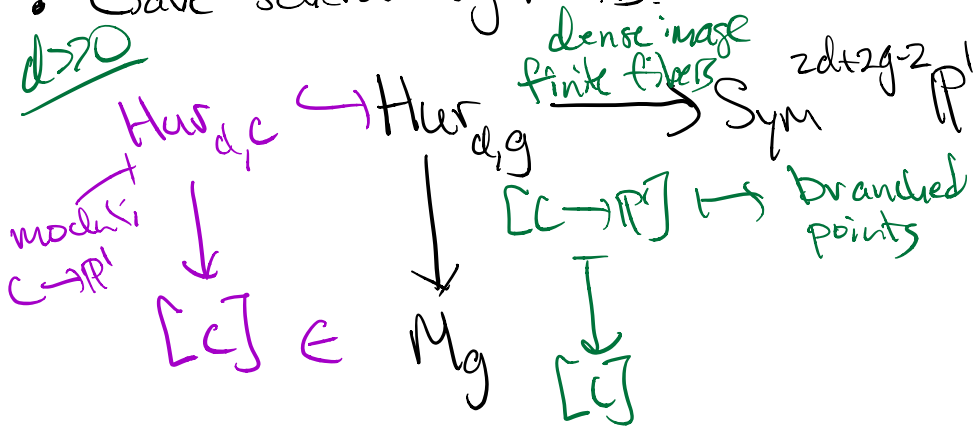 d>>0
dense image
finite fibers
Hur_{d,C} ↪ Hur_{d,g} → Sym^{2d+2g-2} P^1
moduli
C→P^1
[C→P^1] ↦ branched
points
[C] ∈ M_g
[C]